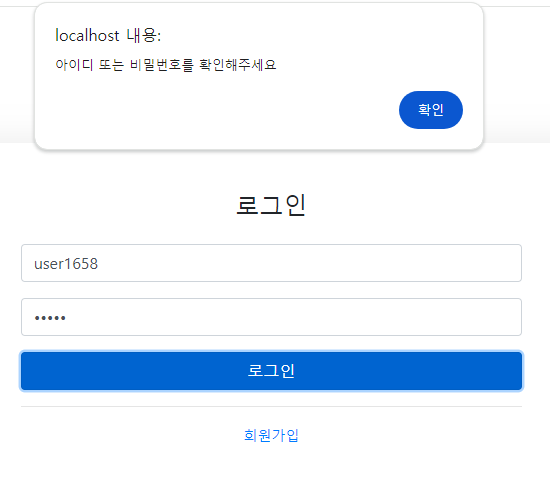 localhost 내용:
아이디 또는 비밀번호를 확인해주세요
확인
로그인
user1658
•••••
로그인
회원가입